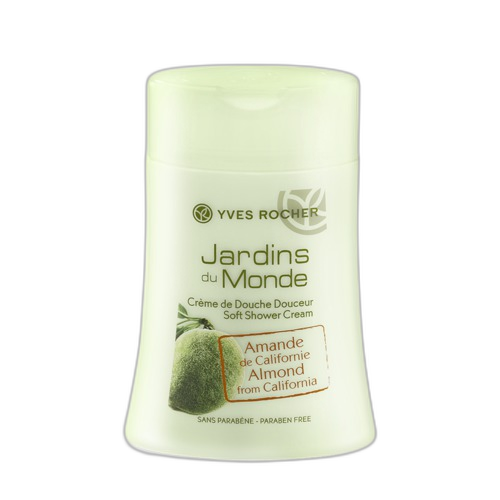 YVES ROCHER
Jardins
du Monde
Crème de Douche Douceur
Soft Shower Cream
Amande
de Californie
Almond
from California
SANS PARABÈNE - PARABEN FREE